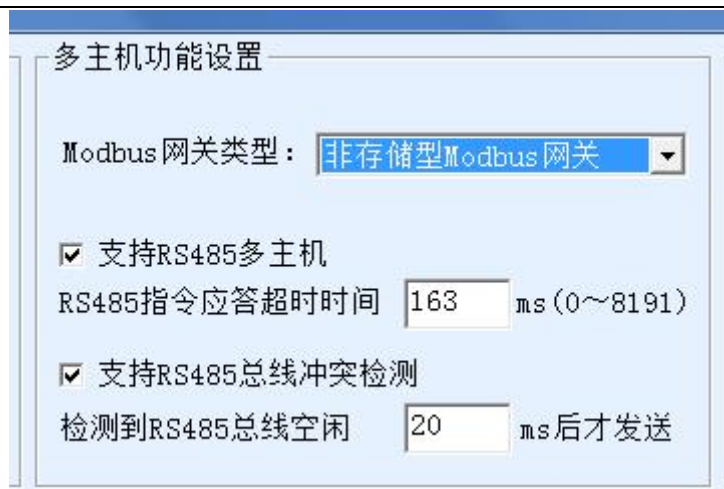 多主机功能设置
Modbus网关类型： 非存储型Modbus网关
支持RS485多主机
RS485指令应答超时时间 163 ms(0～8191)
支持RS485总线冲突检测
检测到RS485总线空闲 20 ms后才发送